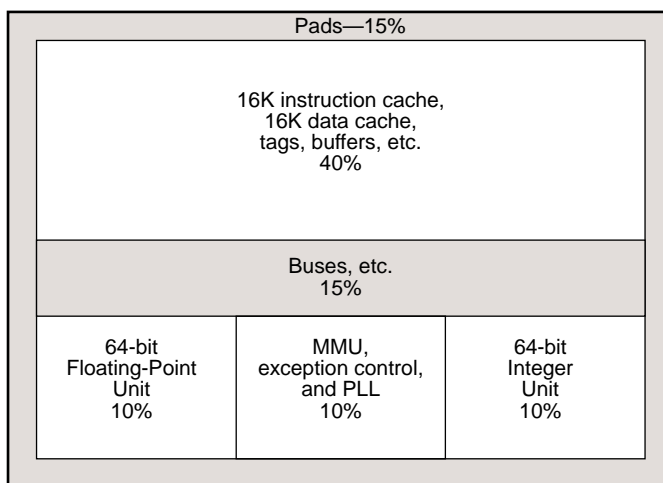 Pads—15%
16K instruction cache,
16K data cache,
tags, buffers, etc.
40%
Buses, etc.
15%
64-bit
Floating-Point
Unit
10%
MMU,
exception control,
and PLL
10%
64-bit
Integer
Unit
10%